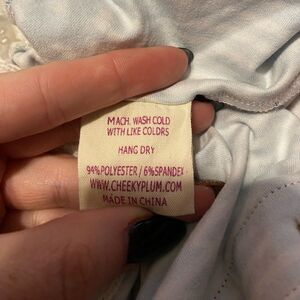 MACH. WASH COLD
WITH LIKE COLORS
HANG DRY
94% POLYESTER / 6% SPANDEX
WWW.CHEEKYPLUM.COM
MADE IN CHINA